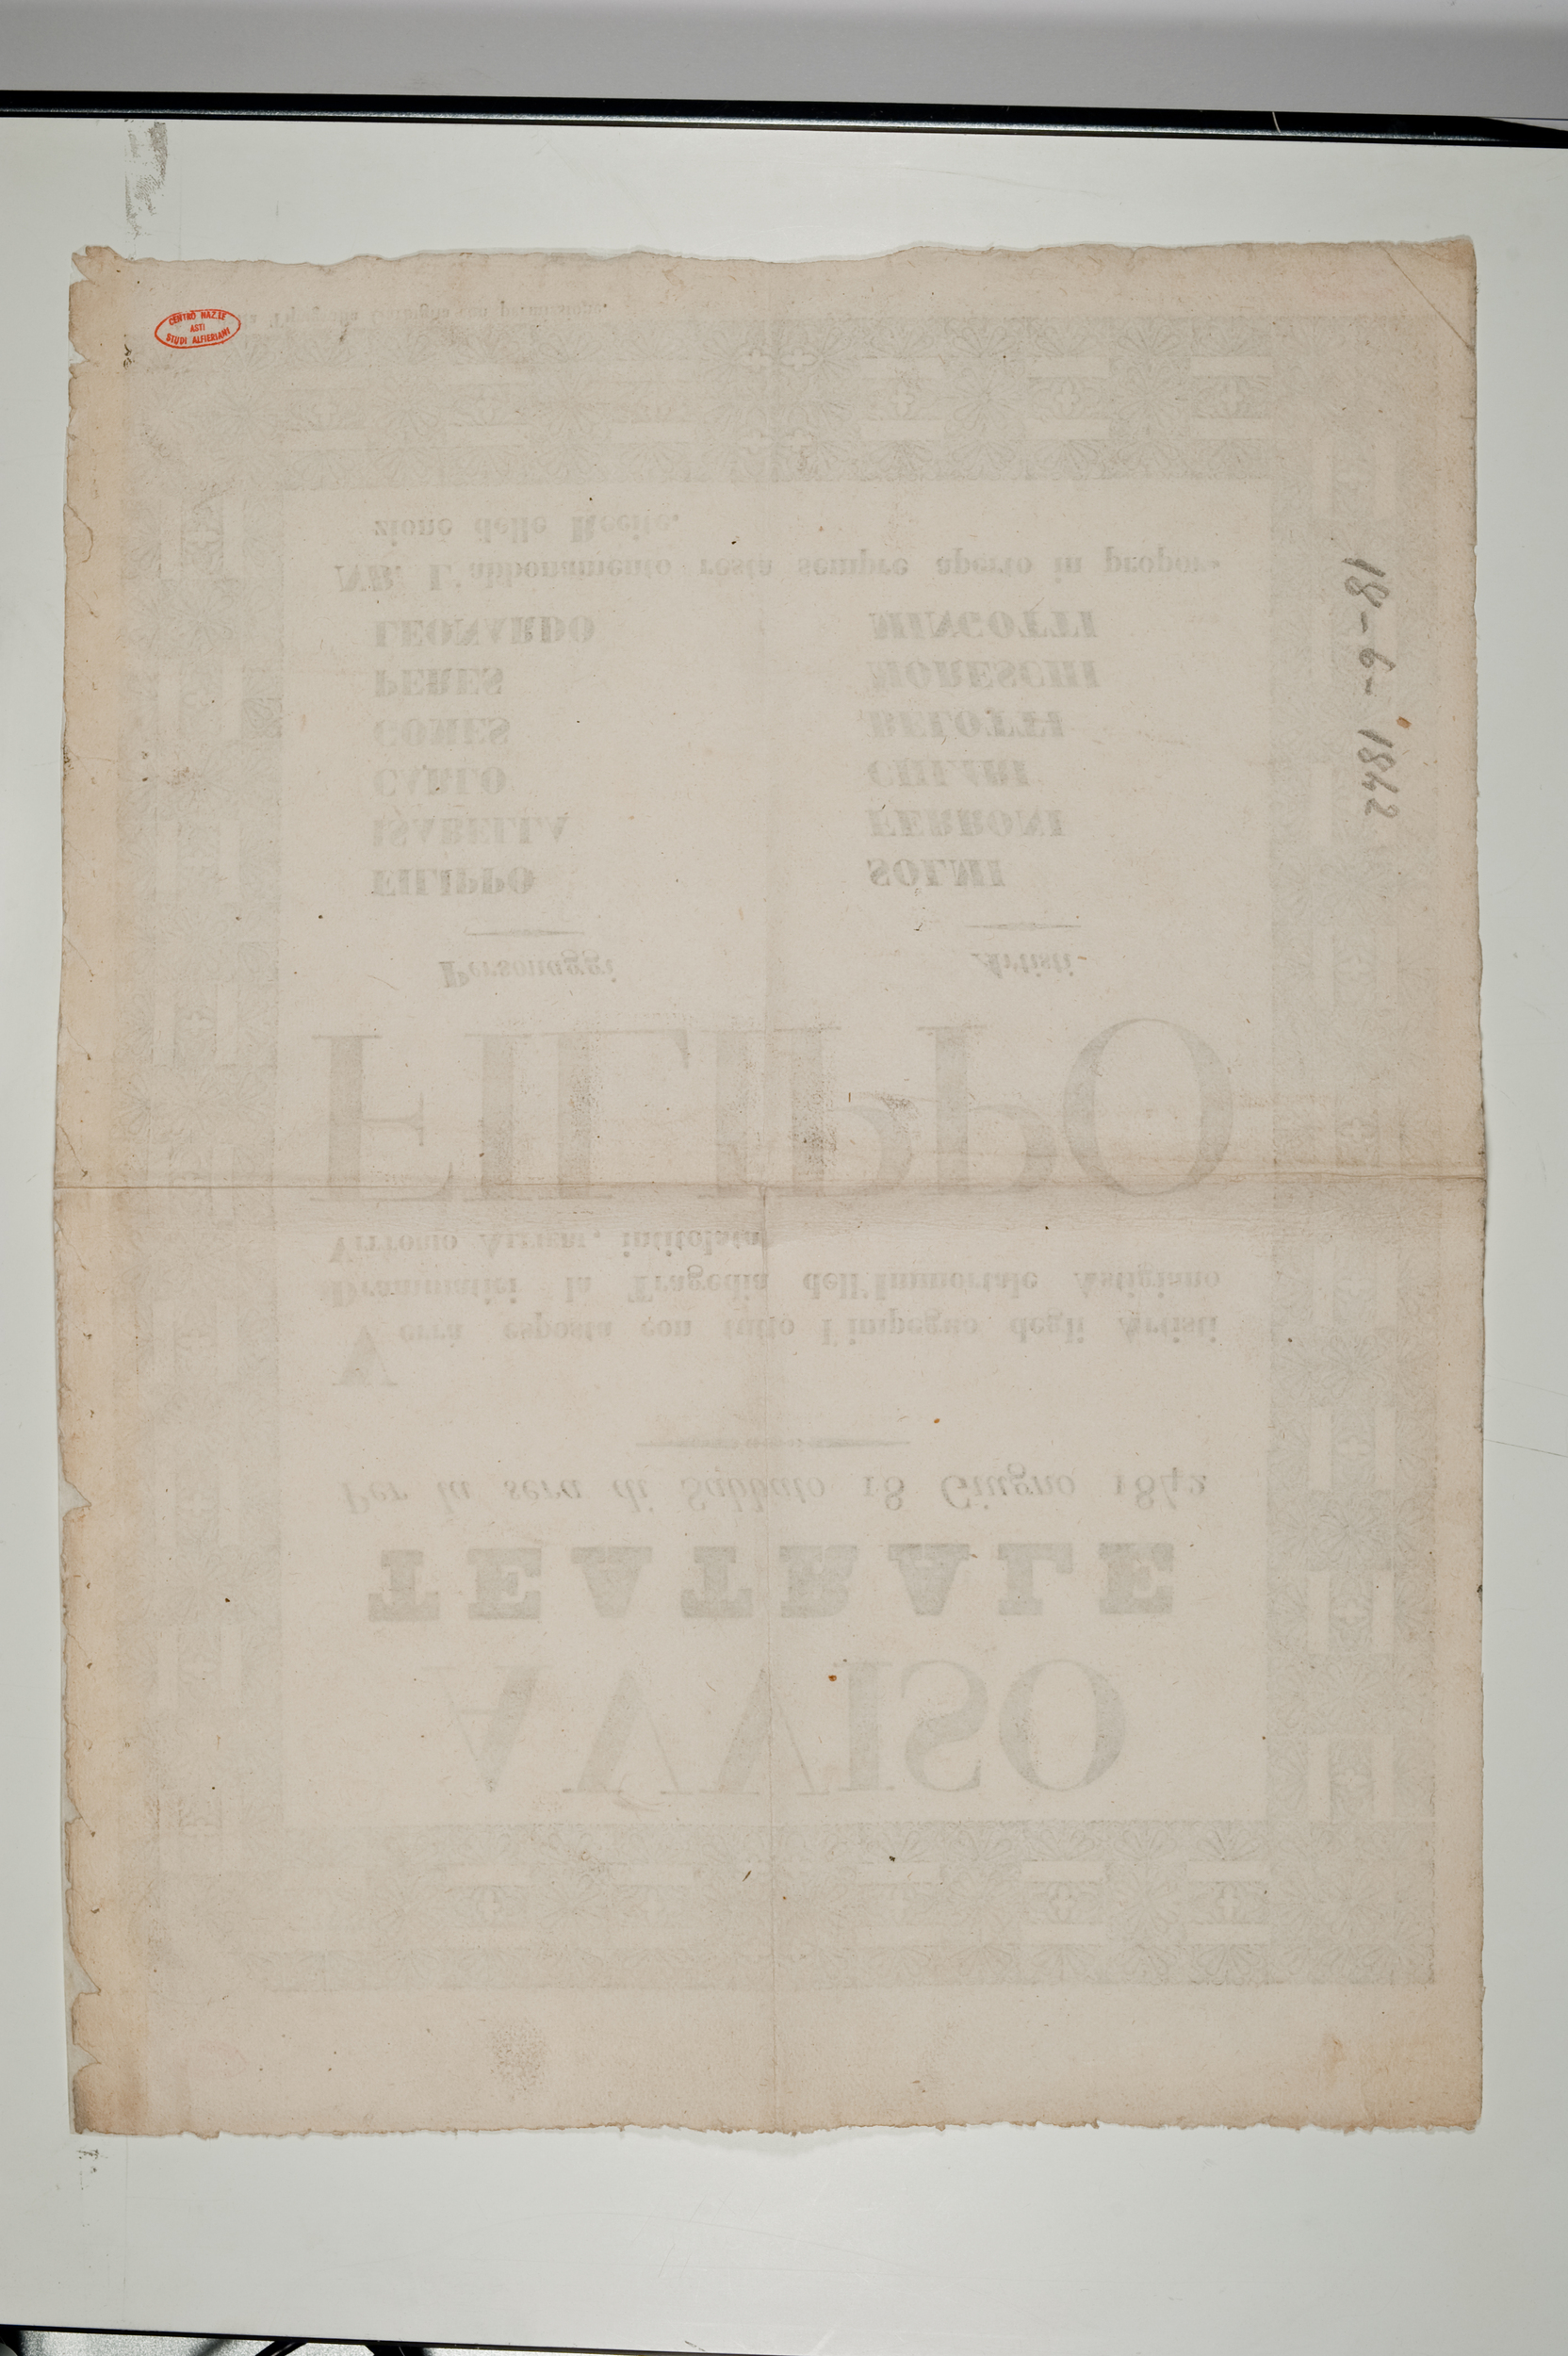 AVVISO
TEATRALE
Per la sera di Sabbato 18 Giugno 1842
Verrà esposta con tutto l'impegno degli Artisti
Drammatici la Tragedia dell'Immortale Astigiano
VITTORIO ALFIERI, intitolata
FILIPPO
Personaggi Artisti
FILIPPO SOLMI
ISABELLA FERRONI
CARLO CHIARI
GOMES BELOTTI
PERES MORESCHI
LEONARDO MINGOTTI
NB. L'abbonamento resta sempre aperto in propor-
zione delle Recite.
Tipografia con permissione.
CENTRO NAZ.LE
ASTI
STUDI ALFIERIANI
18-6-1842